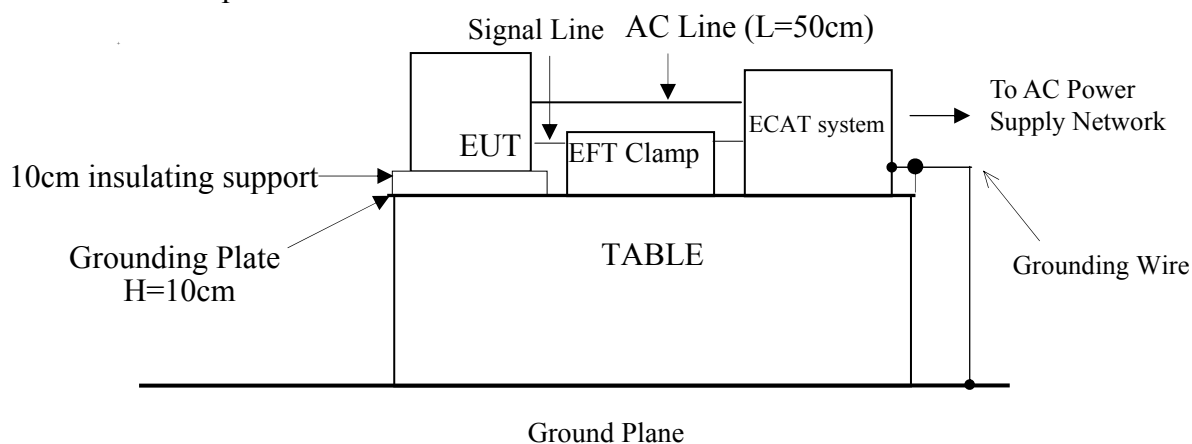 Signal Line
AC Line (L=50cm)
To AC Power
Supply Network
ECAT system
EUT
EFT Clamp
10cm insulating support
Grounding Plate
H=10cm
TABLE
Grounding Wire
Ground Plane